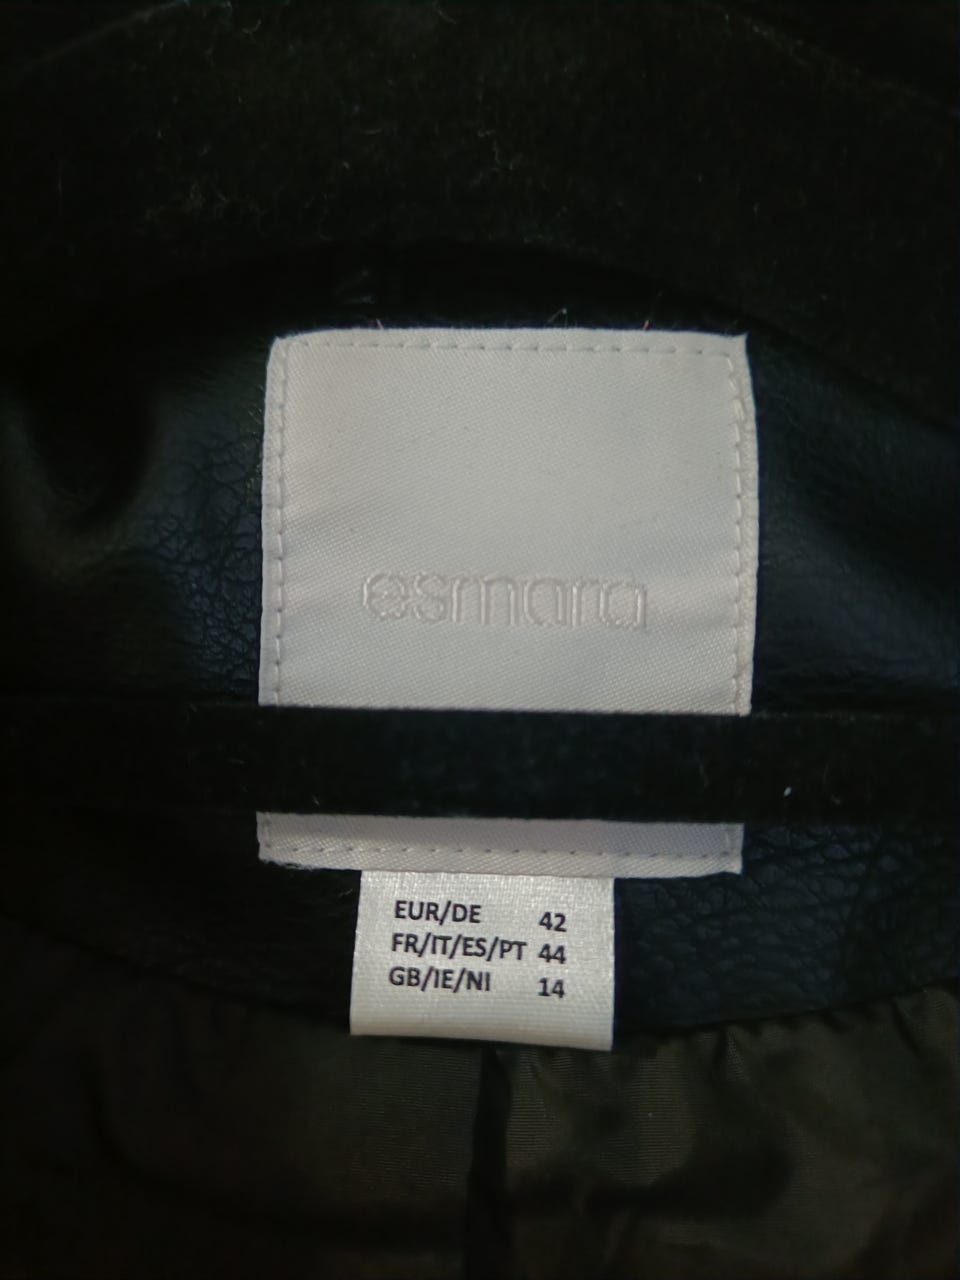 esmara
EUR/DE 42
FR/IT/ES/PT 44
GB/IE/NI 14